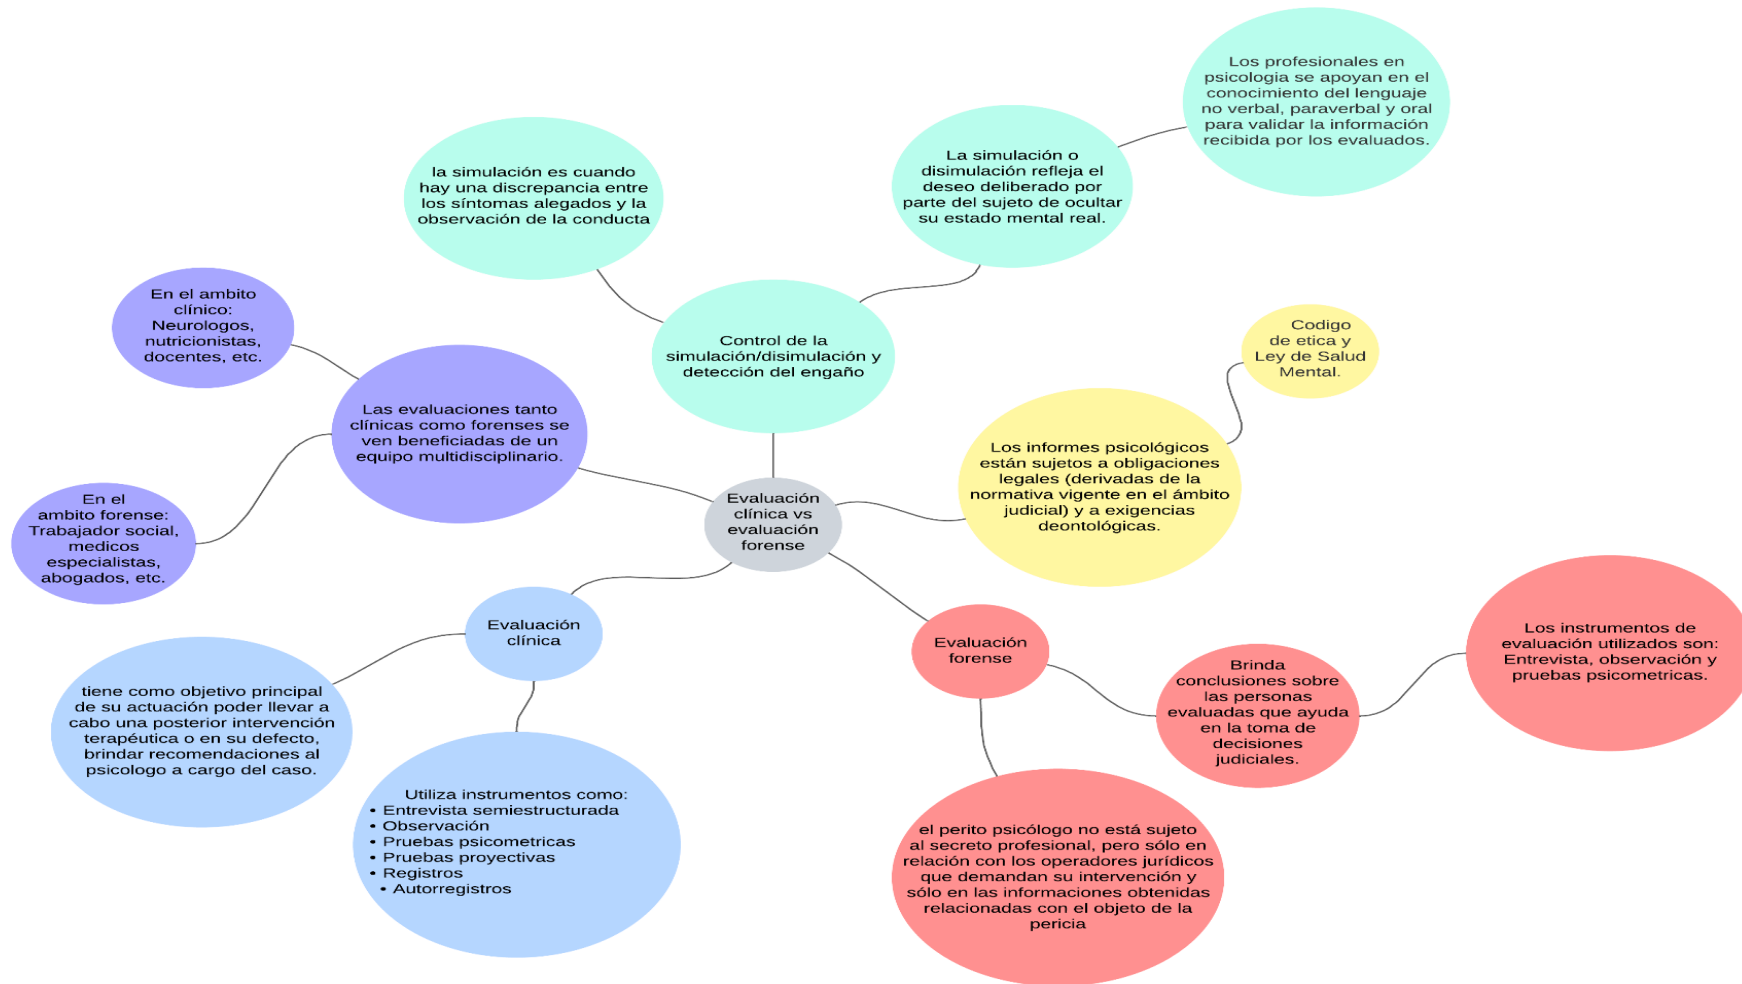 Los profesionales en
psicologia se apoyan en el
conocimiento del lenguaje
no verbal, paraverbal y oral
para validar la información
recibida por los evaluados.
La simulación o
disimulación refleja el
deseo deliberado por
parte del sujeto de ocultar
su estado mental real.
la simulación es cuando
hay una discrepancia entre
los síntomas alegados y la
observación de la conducta
Control de la
simulación/disimulación y
detección del engaño
En el ambito
clínico:
Neurologos,
nutricionistas,
docentes, etc.
Las evaluaciones tanto
clínicas como forenses se
ven beneficiadas de un
equipo multidisciplinario.
En el
ambito forense:
Trabajador social,
medicos
especialistas,
abogados, etc.
Codigo
de etica y
Ley de Salud
Mental.
Los informes psicológicos
están sujetos a obligaciones
legales (derivadas de la
normativa vigente en el ámbito
judicial) y a exigencias
deontológicas.
Evaluación
clínica vs
evaluación
forense
Evaluación
clínica
tiene como objetivo principal
de su actuación poder llevar a
cabo una posterior intervención
terapéutica o en su defecto,
brindar recomendaciones al
psicologo a cargo del caso.
Utiliza instrumentos como:
• Entrevista semiestructurada
• Observación
• Pruebas psicometricas
• Pruebas proyectivas
• Registros
• Autorregistros
Evaluación
forense
Brinda
conclusiones sobre
las personas
evaluadas que ayuda
en la toma de
decisiones
judiciales.
Los instrumentos de
evaluación utilizados son:
Entrevista, observación y
pruebas psicometricas.
el perito psicólogo no está sujeto
al secreto profesional, pero sólo en
relación con los operadores jurídicos
que demandan su intervención y
sólo en las informaciones obtenidas
relacionadas con el objeto de la
pericia